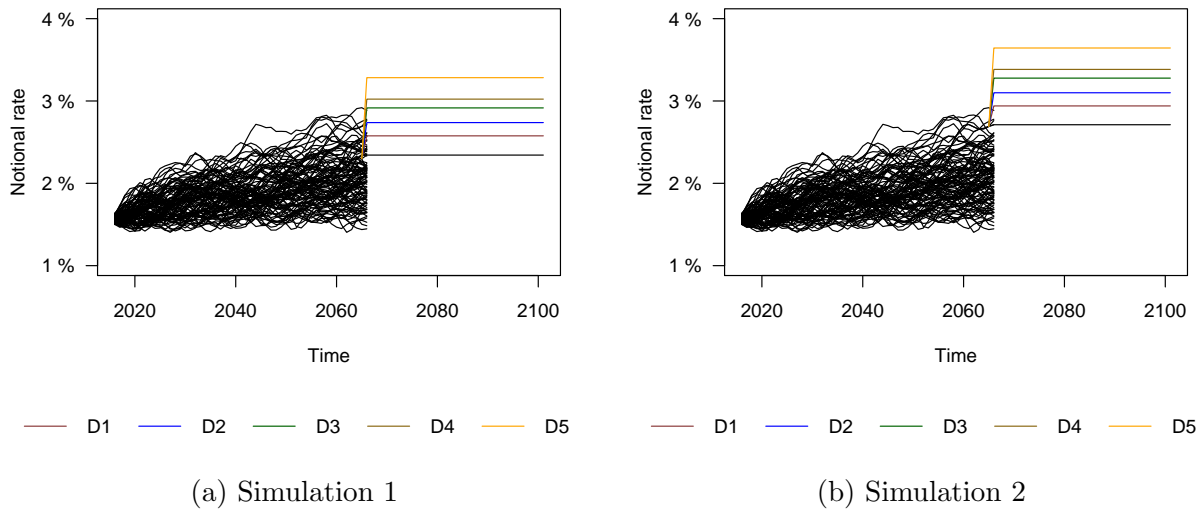 4 %
3 %
2 %
1 %
Notional rate
2020 2040 2060 2080 2100
Time
D1 D2 D3 D4 D5
(a) Simulation 1
4 %
3 %
2 %
1 %
Notional rate
2020 2040 2060 2080 2100
Time
D1 D2 D3 D4 D5
(b) Simulation 2